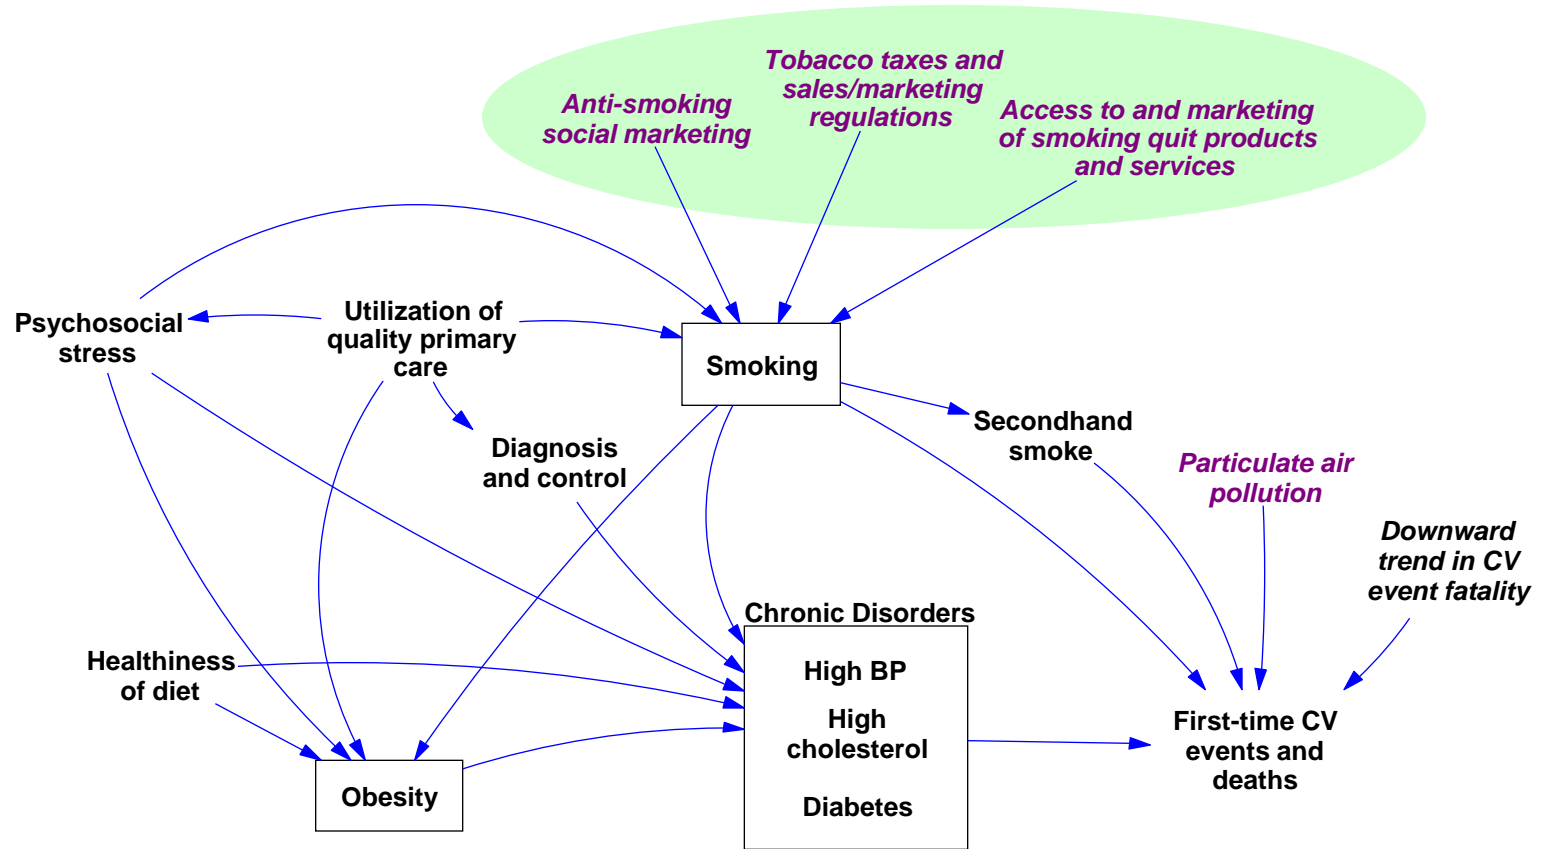 Tobacco taxes and
sales/marketing
regulations
Anti-smoking
social marketing
Access to and marketing
of smoking quit products
and services
Psychosocial
stress
Utilization of
quality primary
care
Smoking
Secondhand
smoke
Diagnosis
and control
Particulate air
pollution
Downward
trend in CV
event fatality
Chronic Disorders
Healthiness
of diet
High BP
High
cholesterol
Diabetes
First-time CV
events and
deaths
Obesity